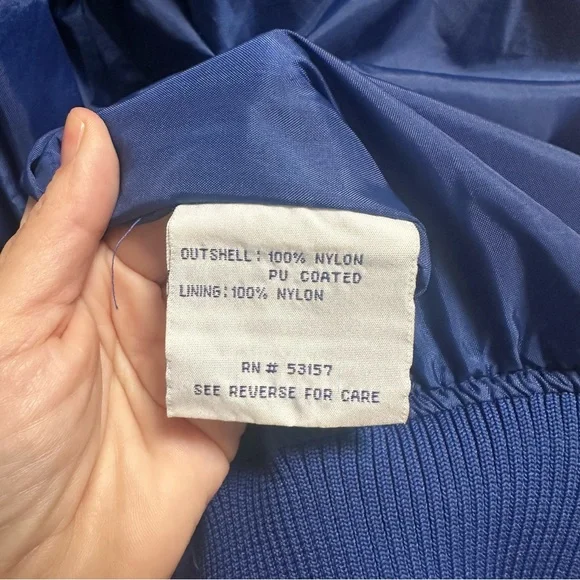 OUTSHELL: 100% NYLON
PU COATED
LINING:100% NYLON
RN # 53157
SEE REVERSE FOR CARE